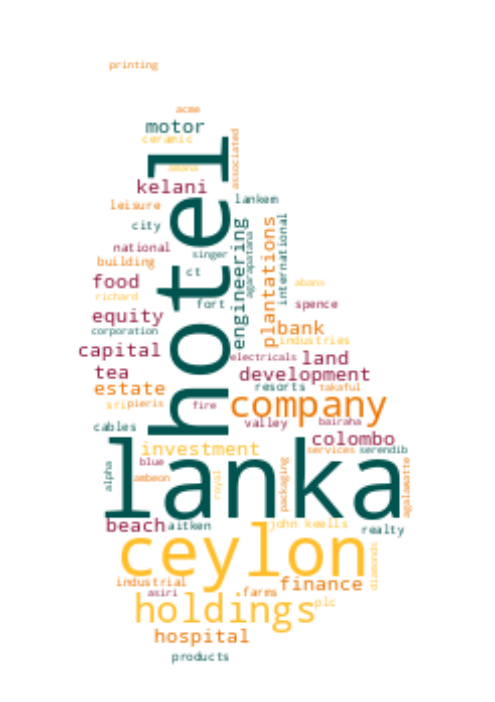 printing
acme
motor
ceramic
associated
hotel
amana
kelani
lankem
leisure
city
engineering
agarapatana
plantations
international
national
singer
building
ct
food
abans
richard
fort
spence
equity
corporation
bank
industries
capital
electricals
land
tea
development
estate
resorts
takaful
sri
pieris
fire
company
cables
valley
bairaha
colombo
lanka
investment
services
serendib
alpha
blue
ambeon
royal
packaging
agalawatte
beach
aitken
john keells
realty
ceylon
diamonds
industrial
finance
asiri
farms
holdings
plc
hospital
products